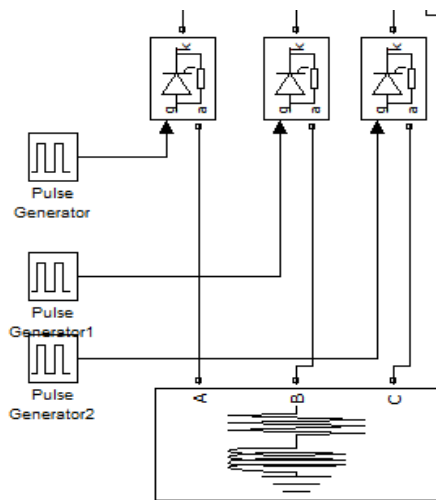 k
k
k
g
a
g
a
g
a
Pulse
Generator
Pulse
Generator1
Pulse
Generator2
A
B
C